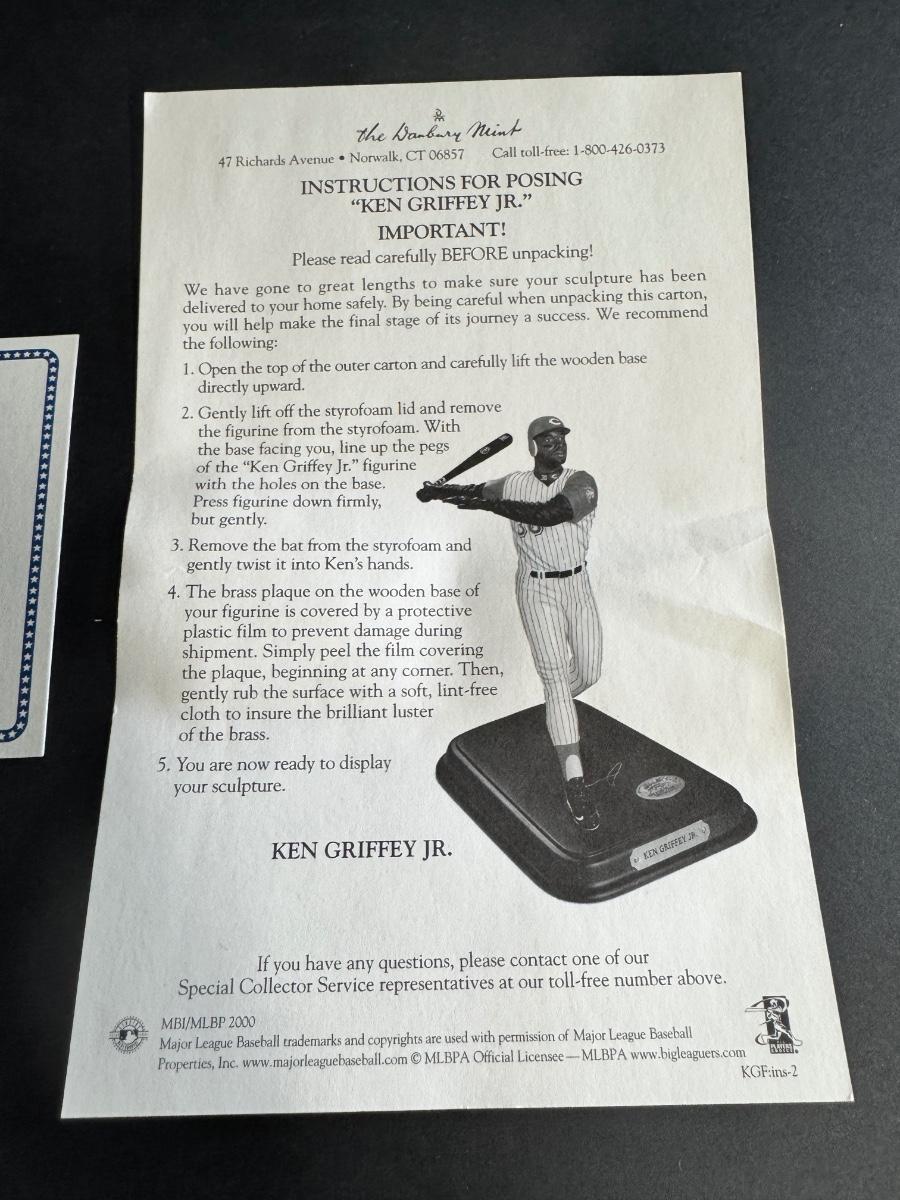 the Danbury Mint
47 Richards Avenue • Norwalk, CT 06857 Call toll-free: 1-800-426-0373
INSTRUCTIONS FOR POSING
“KEN GRIFFEY JR.”
IMPORTANT!
Please read carefully BEFORE unpacking!
We have gone to great lengths to make sure your sculpture has been
delivered to your home safely. By being careful when unpacking this carton,
you will help make the final stage of its journey a success. We recommend
the following:
1. Open the top of the outer carton and carefully lift the wooden base
directly upward.
2. Gently lift off the styrofoam lid and remove
the figurine from the styrofoam. With
the base facing you, line up the pegs
of the “Ken Griffey Jr.” figurine
with the holes on the base.
Press figurine down firmly,
but gently.
3. Remove the bat from the styrofoam and
gently twist it into Ken's hands.
4. The brass plaque on the wooden base of
your figurine is covered by a protective
plastic film to prevent damage during
shipment. Simply peel the film covering
the plaque, beginning at any corner. Then,
gently rub the surface with a soft, lint-free
cloth to insure the brilliant luster
of the brass.
5. You are now ready to display
your sculpture.
C
KEN GRIFFEY JR.
KEN GRIFFEY JR.
If you have any questions, please contact one of our
Special Collector Service representatives at our toll-free number above.
MBI/MLBP 2000
Major League Baseball trademarks and copyrights are used with permission of Major League Baseball
Properties, Inc. www.majorleaguebaseball.com © MLBPA Official Licensee — MLBPA www.bigleaguers.com
PLAYERS
CHOICE
KGF:ins-2